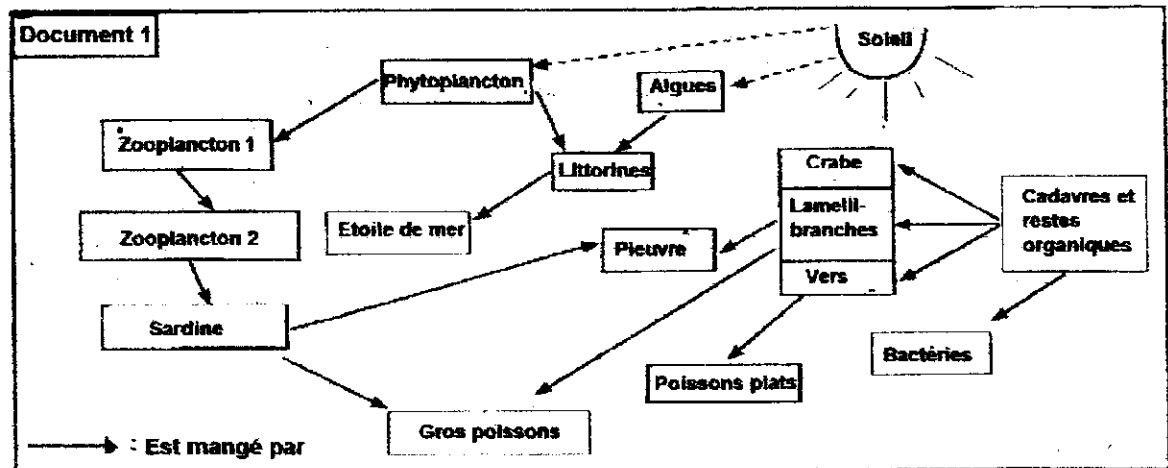 Document 1
Soleil
Phytoplancton
Algues
Zooplancton 1
Littorines
Crabe
Lamelli-
branches
Vers
Cadavres et
restes
organiques
Zooplancton 2
Etoile de mer
Pieuvre
Sardine
Bactéries
Poissons plats
Gros poissons
: Est mangé par